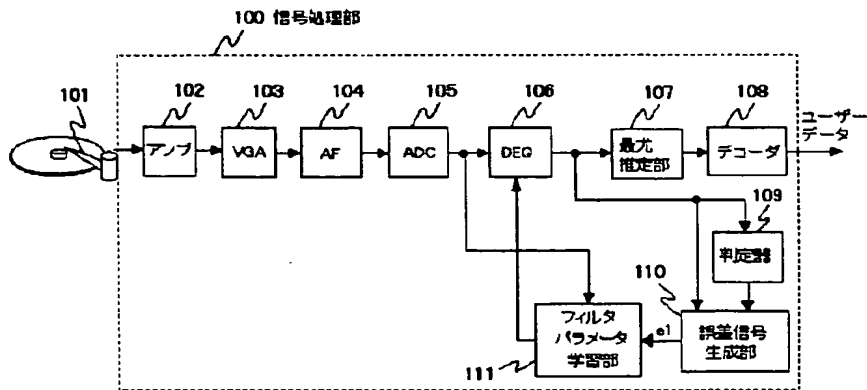 100 信号処理部
101
102
103
104
105
106
107
108
アンプ
VGA
AF
ADC
DEQ
最尤
推定部
デコーダ
ユーザー
データ
109
判定器
110
誤差信号
生成部
e1
フィルタ
パラメータ
学習部
111